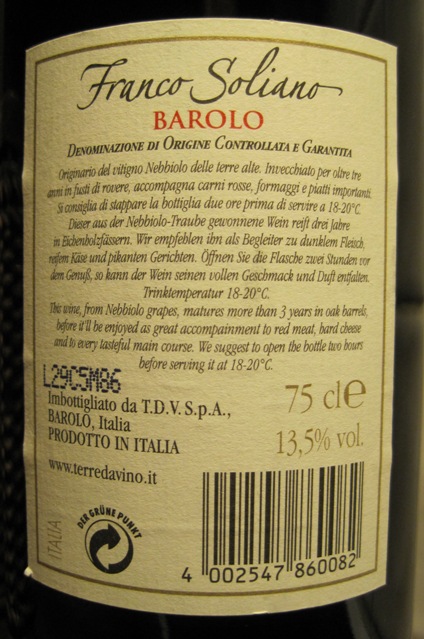 Franco Soliano
BAROLO
DENOMINAZIONE DI ORIGINE CONTROLLATA E GARANTITA
Originario del vitigno Nebbiolo delle terre alte. Invecchiato per oltre tre
anni in fusti di rovere, accompagna carni rosse, formaggi e piatti importanti.
Si consiglia di stappare la bottiglia due ore prima di servire a 18-20°C.
Dieser aus der Nebbiolo-Traube gewonnene Wein reift drei Jahre
in Eichenholzfässern. Wir empfehlen ihn als Begleiter zu dunklem Fleisch,
reifem Käse und pikanten Gerichten. Öffnen Sie die Flasche zwei Stunden vor
dem Genuß, so kann der Wein seinen vollen Geschmack und Duft entfalten.
Trinktemperatur 18-20°C.
This wine, from Nebbiolo grapes, matures more than 3 years in oak barrels,
before it'll be enjoyed as great accompainment to red meat, hard cheese
and to every tasteful main course. We suggest to open the bottle two hours
before serving it at 18-20°C.
L29C5M86
Imbottigliato da T.D.V. S.p.A.,
BAROLO, Italia
PRODOTTO IN ITALIA
75 cl e
13,5% vol.
www.terredavino.it
ITALIA
DER GRÜNE PUNKT
4 002547 860082